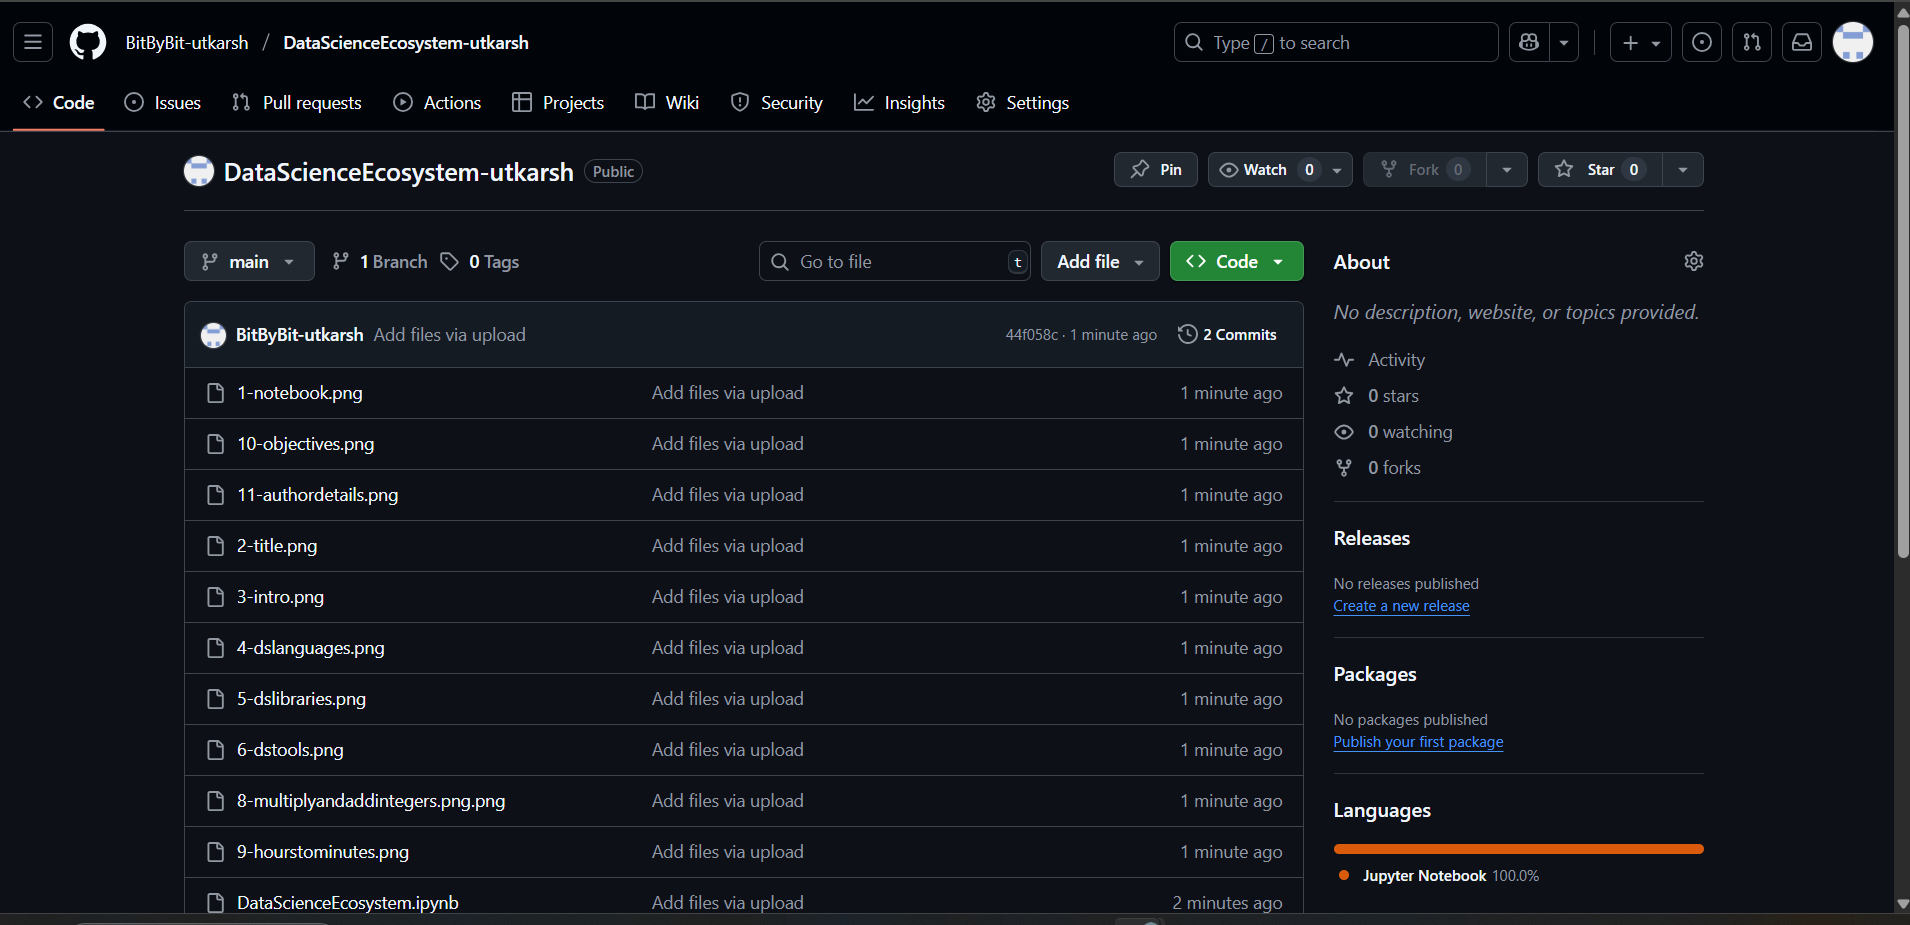 BitByBit-utkarsh / DataScienceEcosystem-utkarsh
Type / to search
Code
Issues
Pull requests
Actions
Projects
Wiki
Security
Insights
Settings
DataScienceEcosystem-utkarsh
Public
Pin
Watch 0
Fork 0
Star 0
main
1 Branch
0 Tags
Go to file
t
Add file
Code
BitByBit-utkarsh Add files via upload 44f058c · 1 minute ago 2 Commits
1-notebook.png Add files via upload 1 minute ago
10-objectives.png Add files via upload 1 minute ago
11-authordetails.png Add files via upload 1 minute ago
2-title.png Add files via upload 1 minute ago
3-intro.png Add files via upload 1 minute ago
4-dslanguages.png Add files via upload 1 minute ago
5-dslibraries.png Add files via upload 1 minute ago
6-dstools.png Add files via upload 1 minute ago
8-multiplyandaddintegers.png.png Add files via upload 1 minute ago
9-hourstominutes.png Add files via upload 1 minute ago
DataScienceEcosystem.ipynb Add files via upload 2 minutes ago
About
No description, website, or topics provided.
Activity
0 stars
0 watching
0 forks
Releases
No releases published
Create a new release
Packages
No packages published
Publish your first package
Languages
Jupyter Notebook 100.0%